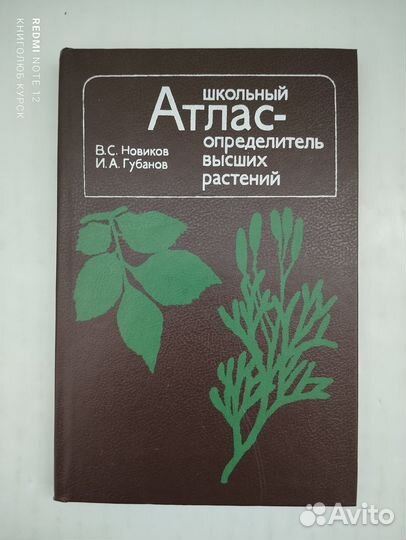 школьный
Атлас-
определитель
высших
растений
В.С. Новиков
И.А. Губанов
REDMI NOTE 12
КНИГОЛЮБ КУРСК
Avito